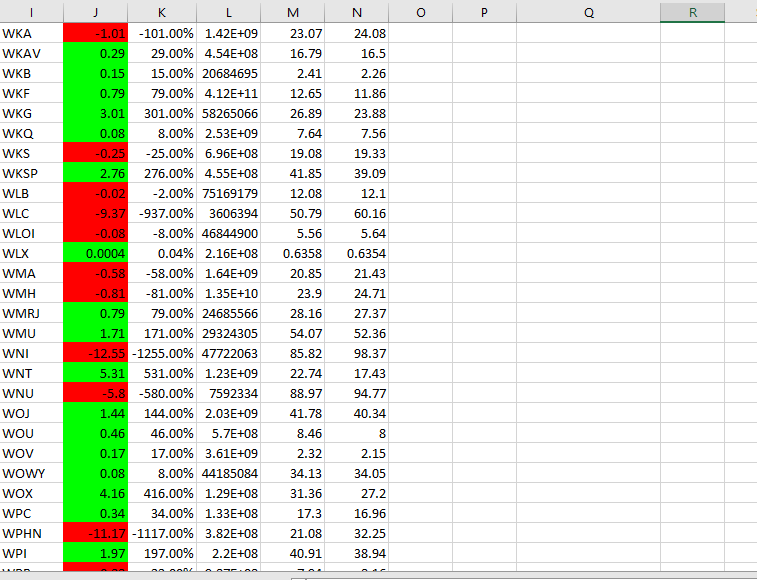 I J K L M N O P Q R
WKA -1.01 -101.00% 1.42E+09 23.07 24.08
WKAV 0.29 29.00% 4.54E+08 16.79 16.5
WKB 0.15 15.00% 20684695 2.41 2.26
WKF 0.79 79.00% 4.12E+11 12.65 11.86
WKG 3.01 301.00% 58265066 26.89 23.88
WKQ 0.08 8.00% 2.53E+09 7.64 7.56
WKS -0.25 -25.00% 6.96E+08 19.08 19.33
WKSP 2.76 276.00% 4.55E+08 41.85 39.09
WLB -0.02 -2.00% 75169179 12.08 12.1
WLC -9.37 -937.00% 3606394 50.79 60.16
WLOI -0.08 -8.00% 46844900 5.56 5.64
WLX 0.0004 0.04% 2.16E+08 0.6358 0.6354
WMA -0.58 -58.00% 1.64E+09 20.85 21.43
WMH -0.81 -81.00% 1.35E+10 23.9 24.71
WMRJ 0.79 79.00% 24685566 28.16 27.37
WMU 1.71 171.00% 29324305 54.07 52.36
WNI -12.55 -1255.00% 47722063 85.82 98.37
WNT 5.31 531.00% 1.23E+09 22.74 17.43
WNU -5.8 -580.00% 7592334 88.97 94.77
WOJ 1.44 144.00% 2.03E+09 41.78 40.34
WOU 0.46 46.00% 5.7E+08 8.46 8
WOV 0.17 17.00% 3.61E+09 2.32 2.15
WOWY 0.08 8.00% 44185084 34.13 34.05
WOX 4.16 416.00% 1.29E+08 31.36 27.2
WPC 0.34 34.00% 1.33E+08 17.3 16.96
WPHN -11.17 -1117.00% 3.82E+08 21.08 32.25
WPI 1.97 197.00% 2.2E+08 40.91 38.94